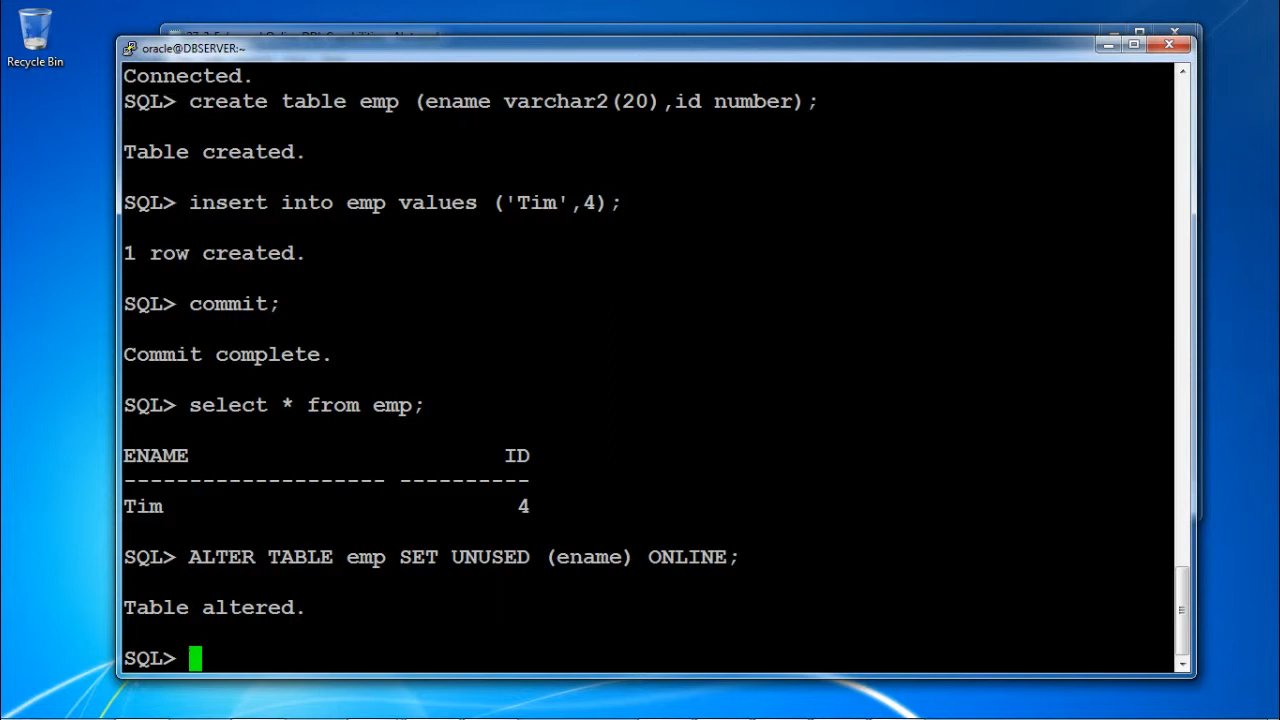 Recycle Bin
oracle@DBSERVER:~
Connected.
SQL> create table emp (ename varchar2(20),id number);
Table created.
SQL> insert into emp values ('Tim',4);
1 row created.
SQL> commit;
Commit complete.
SQL> select * from emp;
ENAME                        ID
-------------------- ----------
Tim                           4
SQL> ALTER TABLE emp SET UNUSED (ename) ONLINE;
Table altered.
SQL>